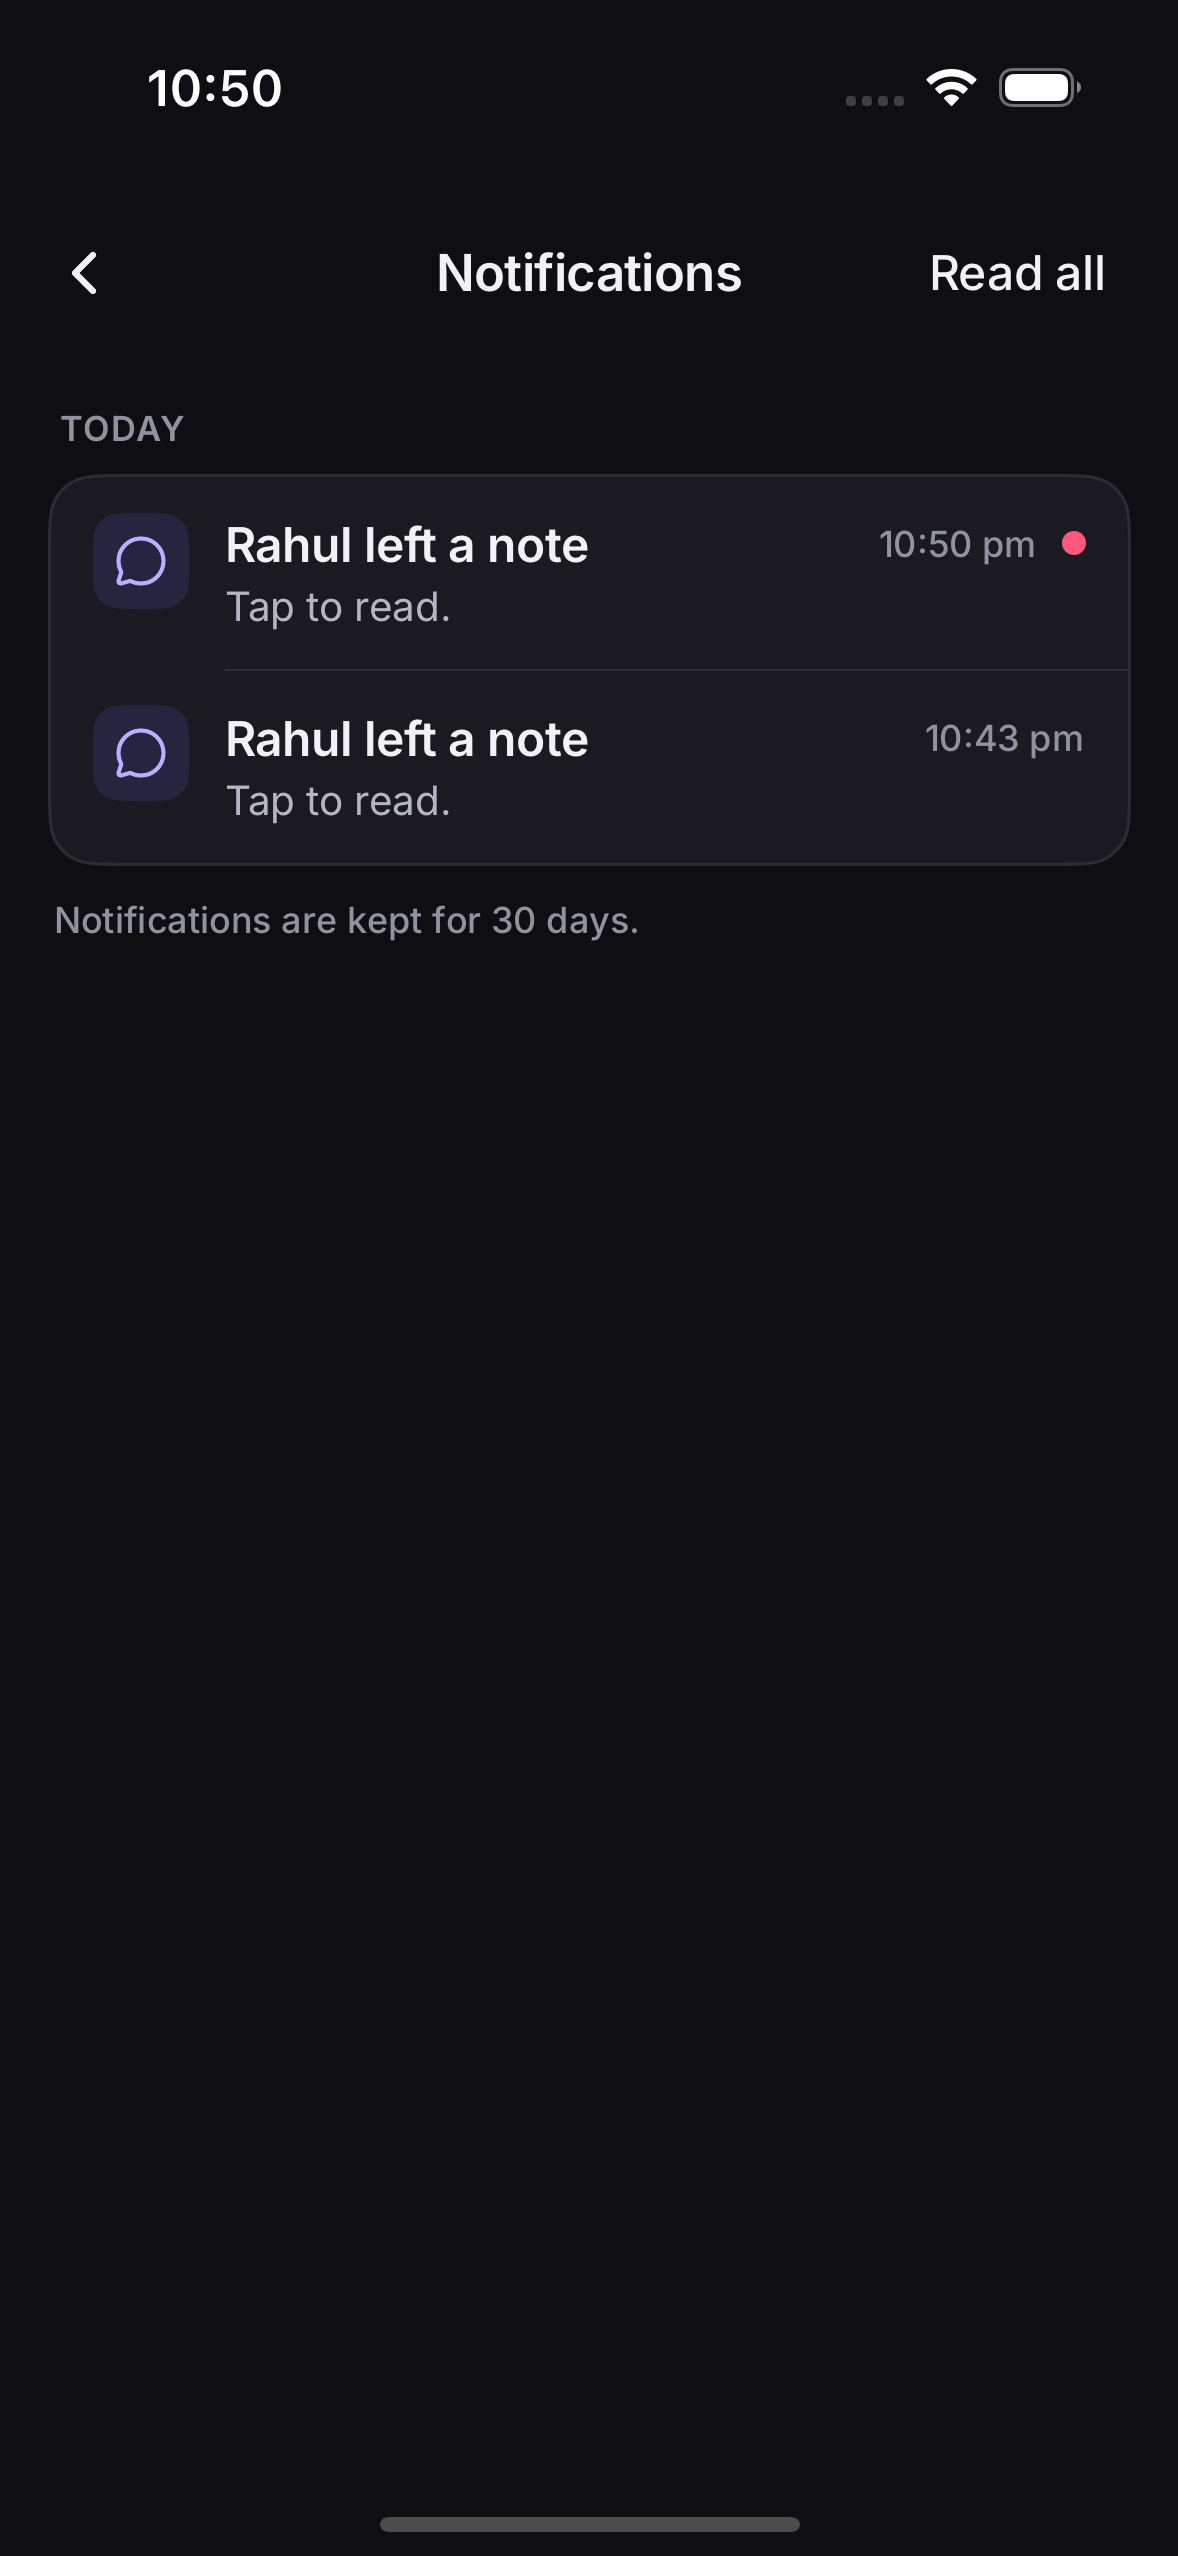 10:50
Notifications
Read all
TODAY
Rahul left a note
10:50 pm
Tap to read.
Rahul left a note
10:43 pm
Tap to read.
Notifications are kept for 30 days.